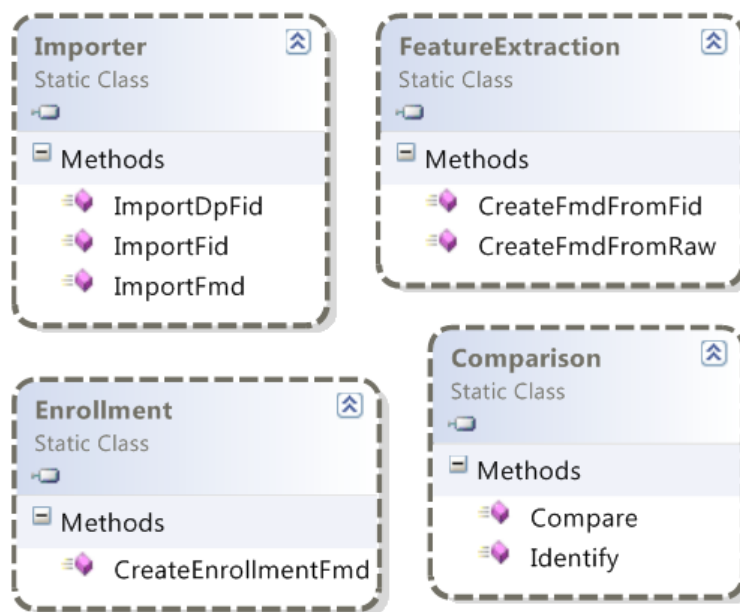 Importer
Static Class
Methods
ImportDpFid
ImportFid
ImportFmd
FeatureExtraction
Static Class
Methods
CreateFmdFromFid
CreateFmdFromRaw
Enrollment
Static Class
Methods
CreateEnrollmentFmd
Comparison
Static Class
Methods
Compare
Identify